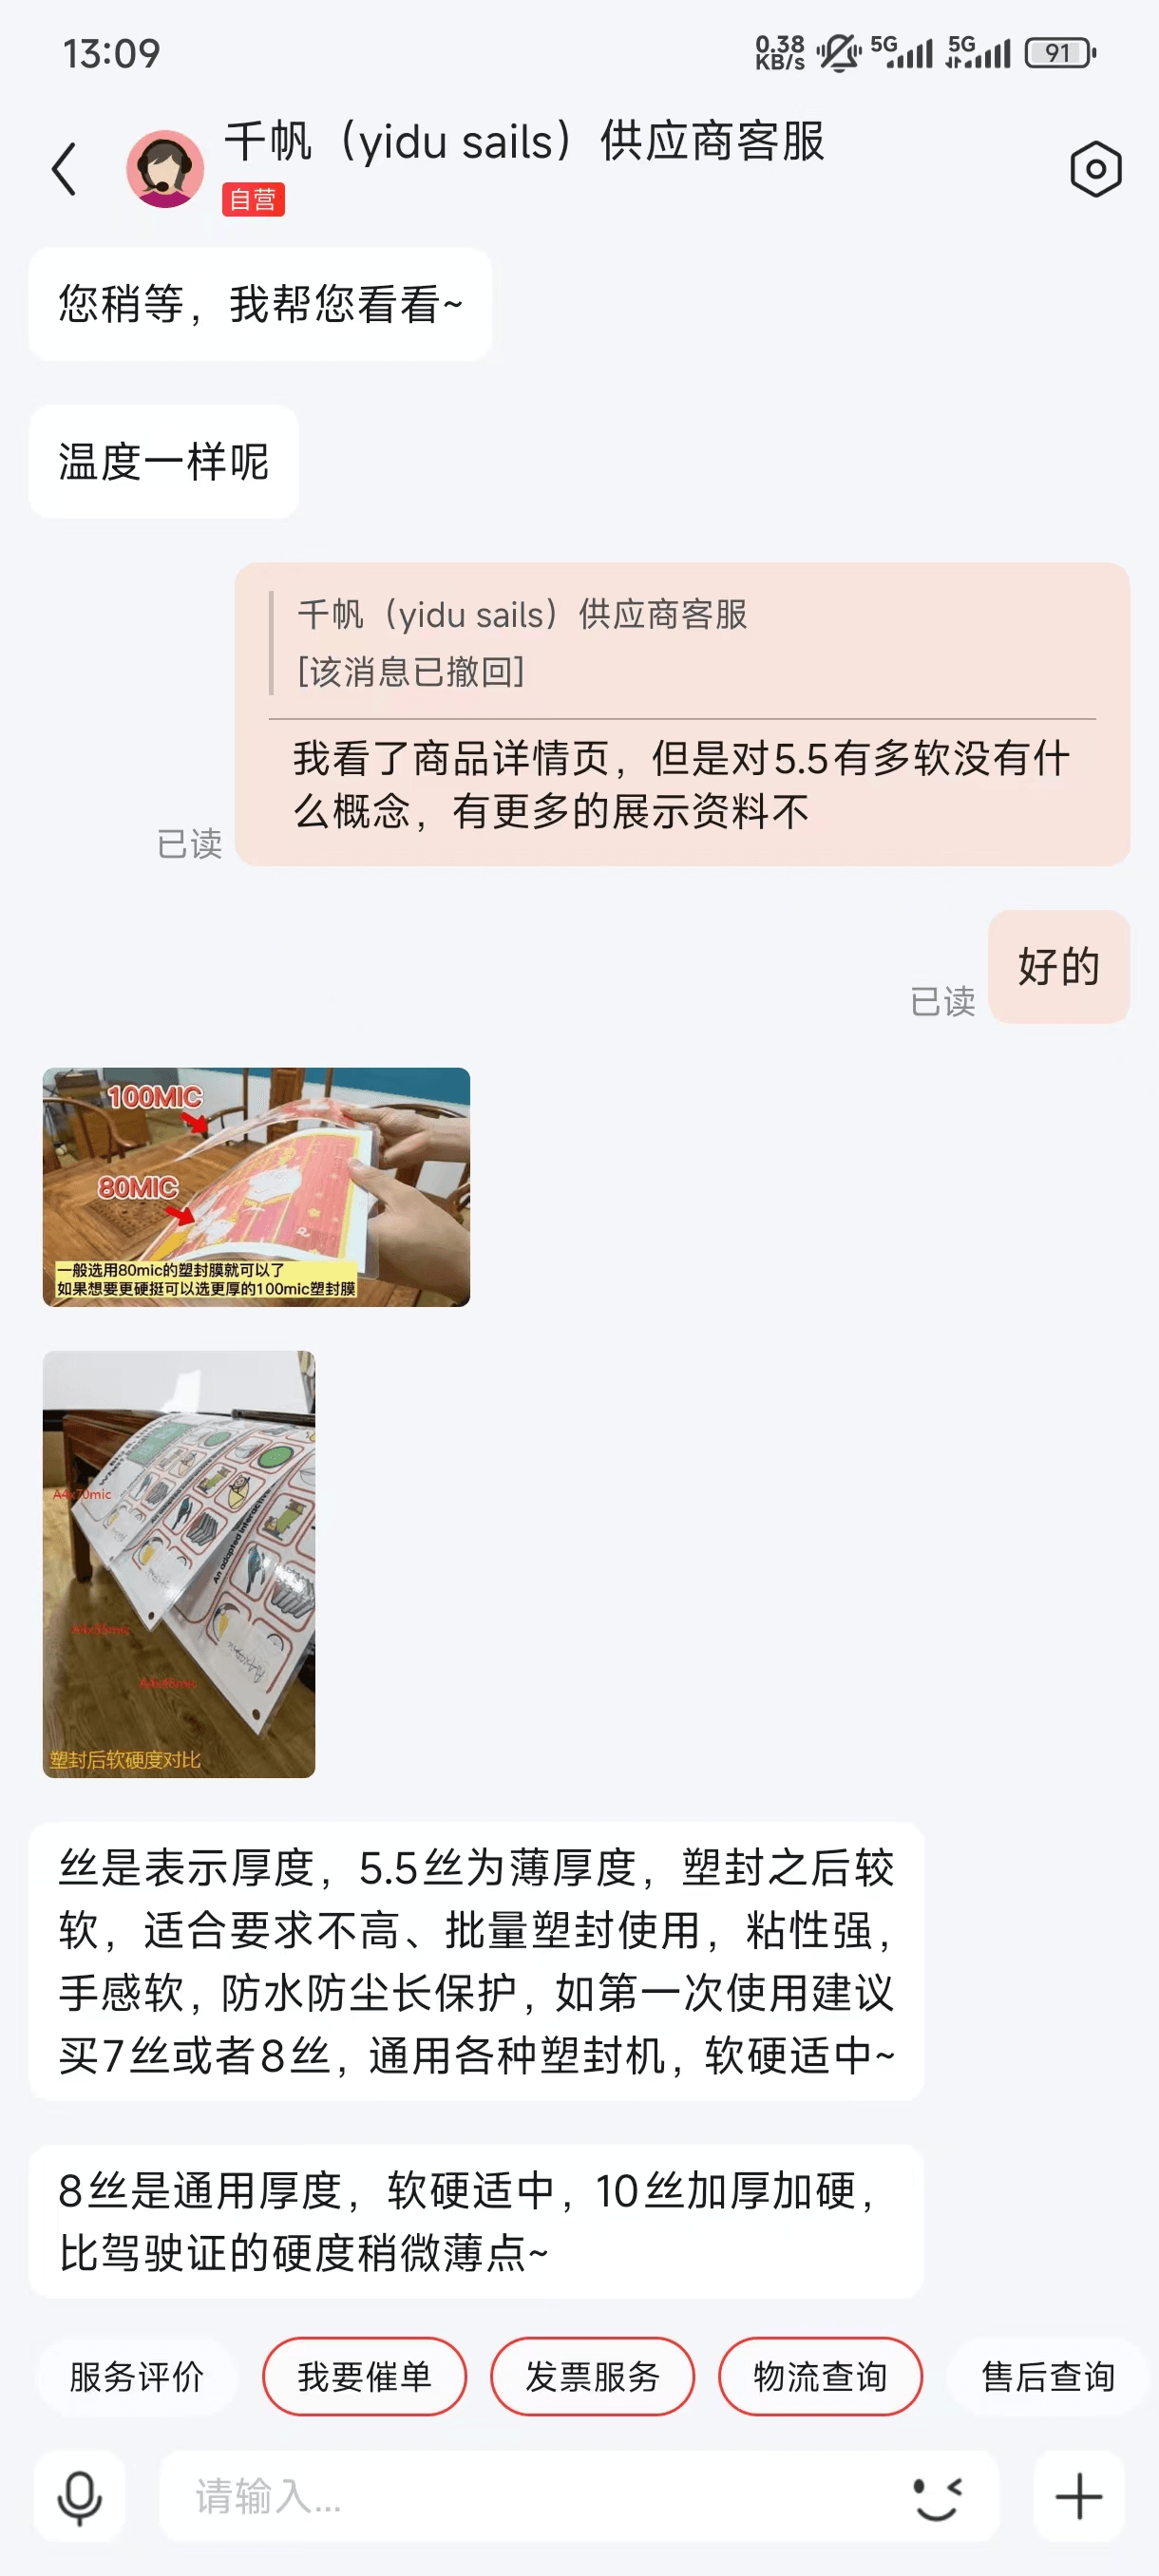 13:09
0.38
KB/s
5G
5G
91
千帆（yidu sails）供应商客服
自营
您稍等，我帮您看看~
温度一样呢
千帆（yidu sails）供应商客服
[该消息已撤回]
我看了商品详情页，但是对5.5有多软没有什
么概念，有更多的展示资料不
已读
好的
已读
100MIC
80MIC
一般选用80mic的塑封膜就可以了
如果想要更硬挺可以选更厚的100mic塑封膜
A4x70mic
An adapted interactive
塑封后软硬度对比
丝是表示厚度，5.5丝为薄厚度，塑封之后较
软，适合要求不高、批量塑封使用，粘性强，
手感软，防水防尘长保护，如第一次使用建议
买7丝或者8丝，通用各种塑封机，软硬适中~
8丝是通用厚度，软硬适中，10丝加厚加硬，
比驾驶证的硬度稍微薄点~
服务评价
我要催单
发票服务
物流查询
售后查询
请输入...